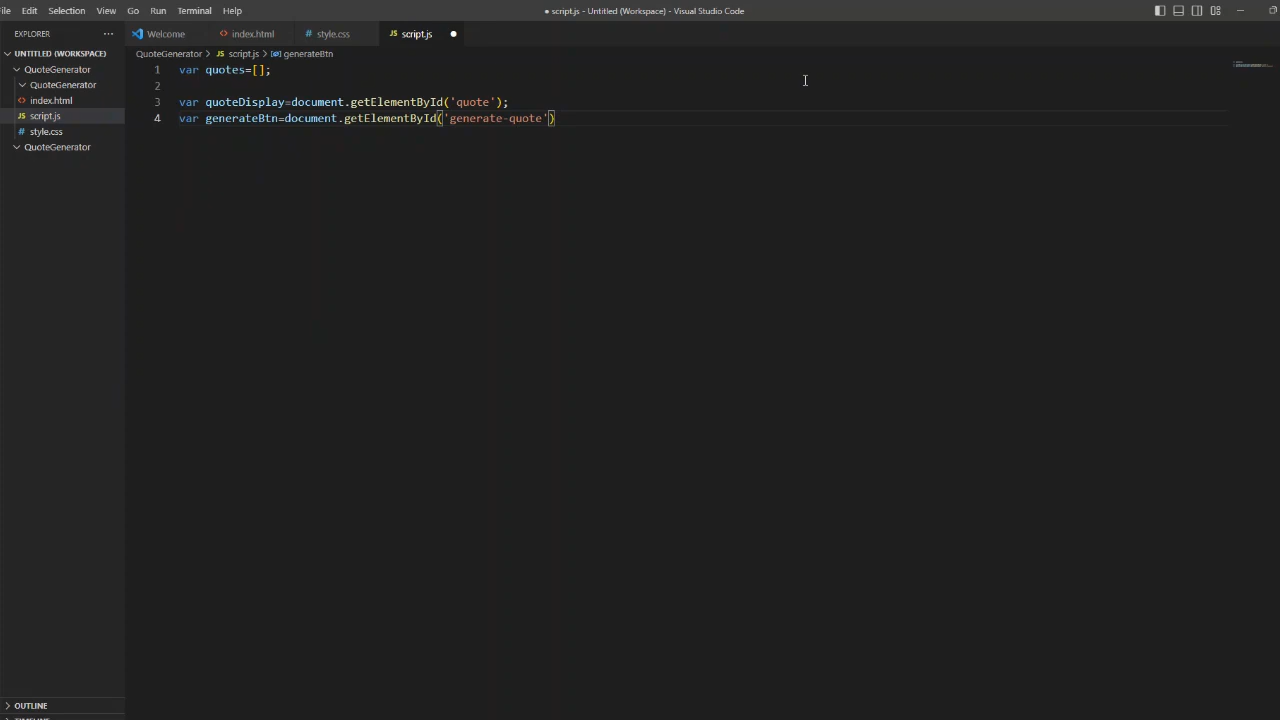 ile Edit Selection View Go Run Terminal Help
● script.js - Untitled (Workspace) - Visual Studio Code
EXPLORER
Welcome
index.html
style.css
script.js
UNTITLED (WORKSPACE)
QuoteGenerator > JS script.js > generateBtn
QuoteGenerator
QuoteGenerator
index.html
JS script.js
# style.css
QuoteGenerator
1 var quotes=[];
2
3 var quoteDisplay=document.getElementById('quote');
4 var generateBtn=document.getElementById('generate-quote')
OUTLINE